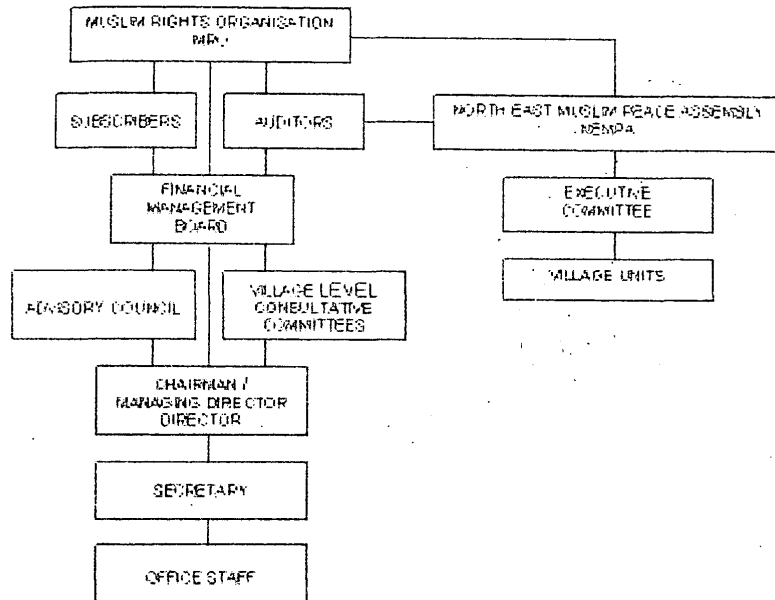 MUSLIM RIGHTS ORGANISATION
MRO
SUBSCRIBERS
AUDITORS
NORTH EAST MUSLIM PEACE ASSEMBLY
NEMPA
FINANCIAL
MANAGEMENT
BOARD
EXECUTIVE
COMMITTEE
VILLAGE UNITS
ADVISORY COUNCIL
VILLAGE LEVEL
CONSULTATIVE
COMMITTEES
CHAIRMAN /
MANAGING DIRECTOR
DIRECTOR
SECRETARY
OFFICE STAFF